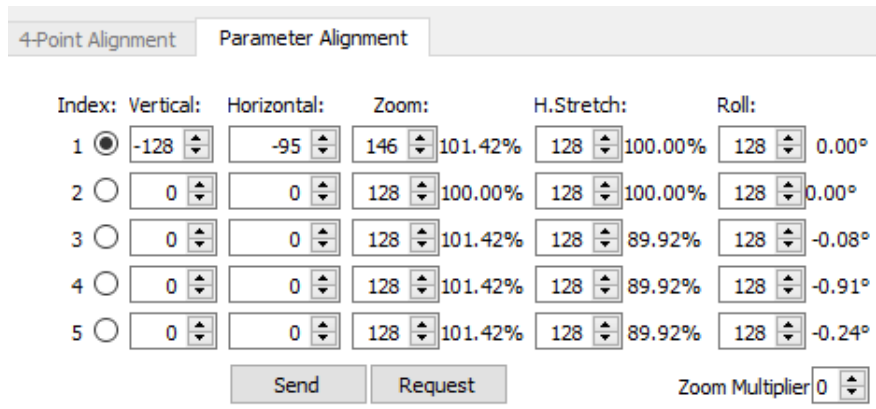 4-Point Alignment Parameter Alignment
Index: Vertical: Horizontal: Zoom: H.Stretch: Roll:
1 -128 -95 146 101.42% 128 100.00% 128 0.00°
2 0 0 128 100.00% 128 100.00% 128 0.00°
3 0 0 128 101.42% 128 89.92% 128 -0.08°
4 0 0 128 101.42% 128 89.92% 128 -0.91°
5 0 0 128 101.42% 128 89.92% 128 -0.24°
Send Request Zoom Multiplier 0